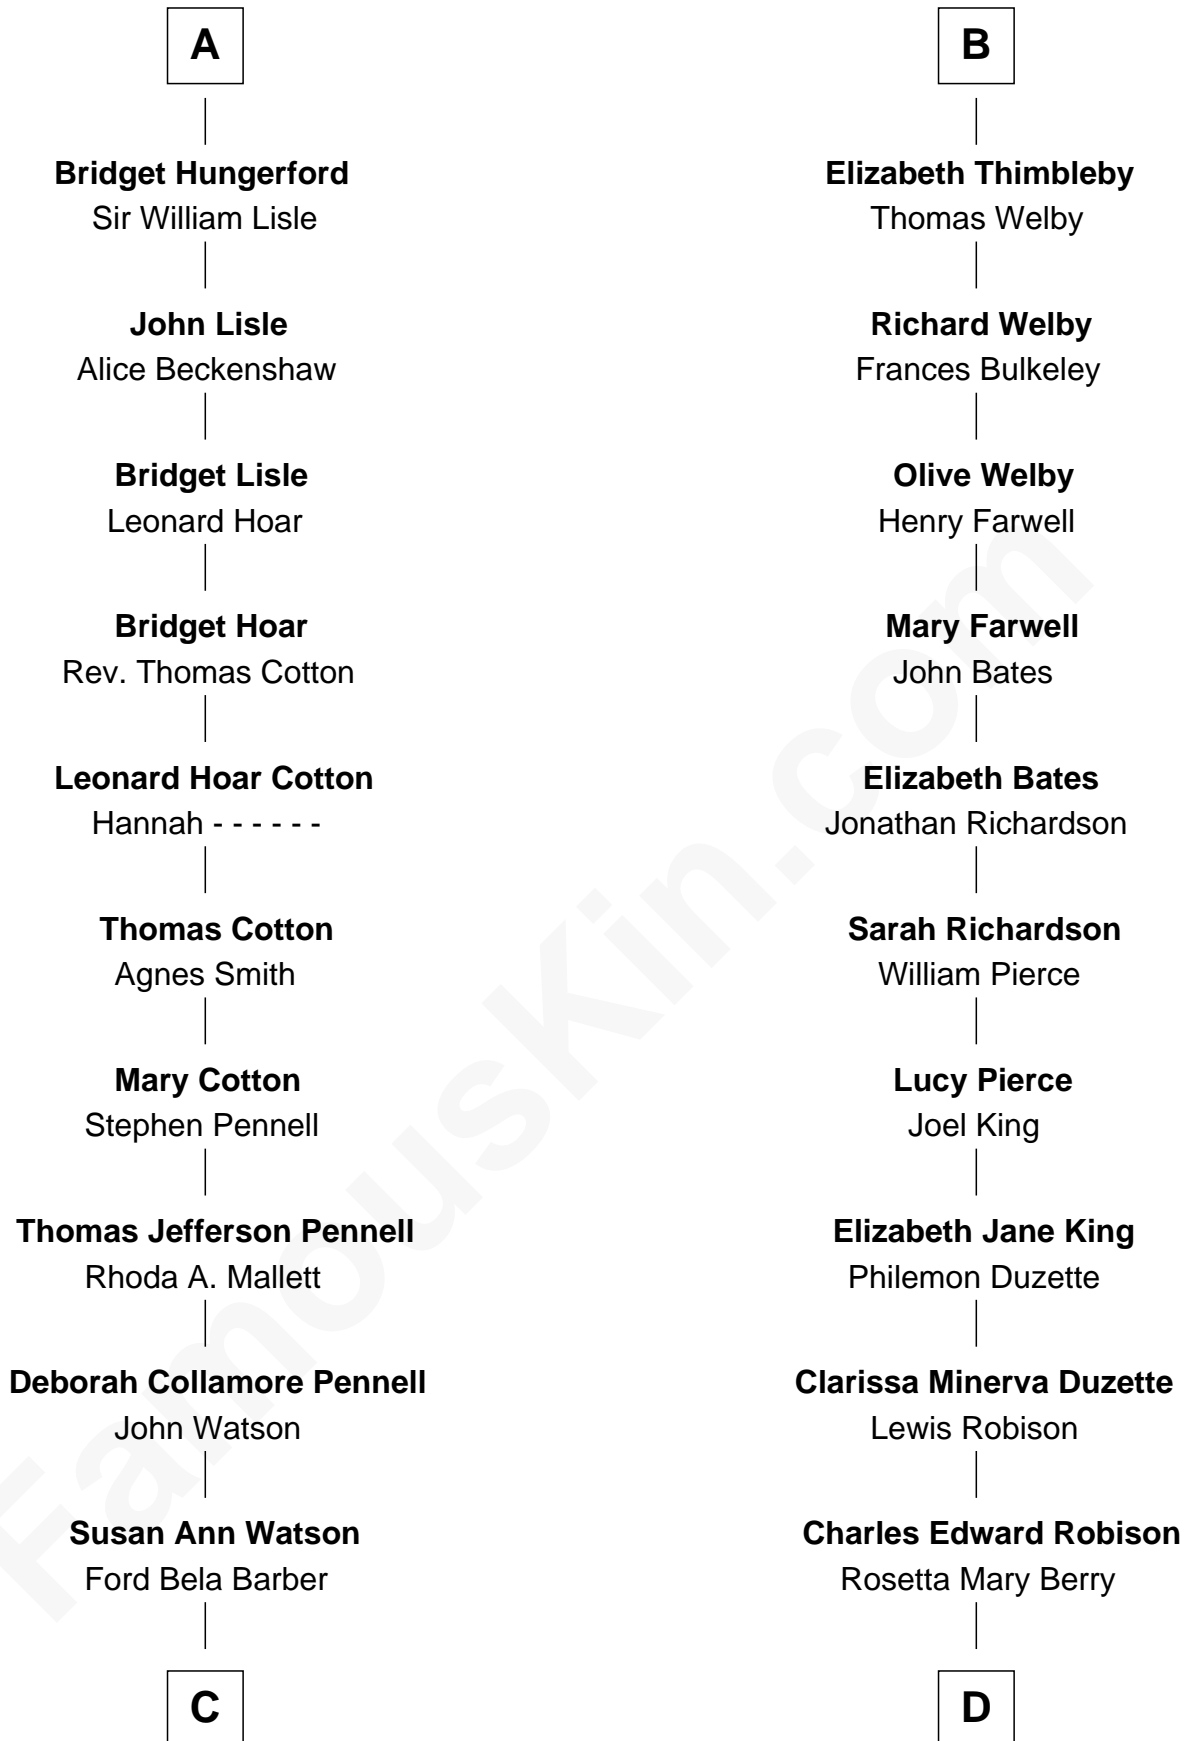 A
Bridget Hungerford
Sir William Lisle
John Lisle
Alice Beckenshaw
Bridget Lisle
Leonard Hoar
Bridget Hoar
Rev. Thomas Cotton
Leonard Hoar Cotton
Hannah - - - - - -
Thomas Cotton
Agnes Smith
Mary Cotton
Stephen Pennell
Thomas Jefferson Pennell
Rhoda A. Mallett
Deborah Collamore Pennell
John Watson
Susan Ann Watson
Ford Bela Barber
C
B
Elizabeth Thimbleby
Thomas Welby
Richard Welby
Frances Bulkeley
Olive Welby
Henry Farwell
Mary Farwell
John Bates
Elizabeth Bates
Jonathan Richardson
Sarah Richardson
William Pierce
Lucy Pierce
Joel King
Elizabeth Jane King
Philemon Duzette
Clarissa Minerva Duzette
Lewis Robison
Charles Edward Robison
Rosetta Mary Berry
D
FamousKin.com